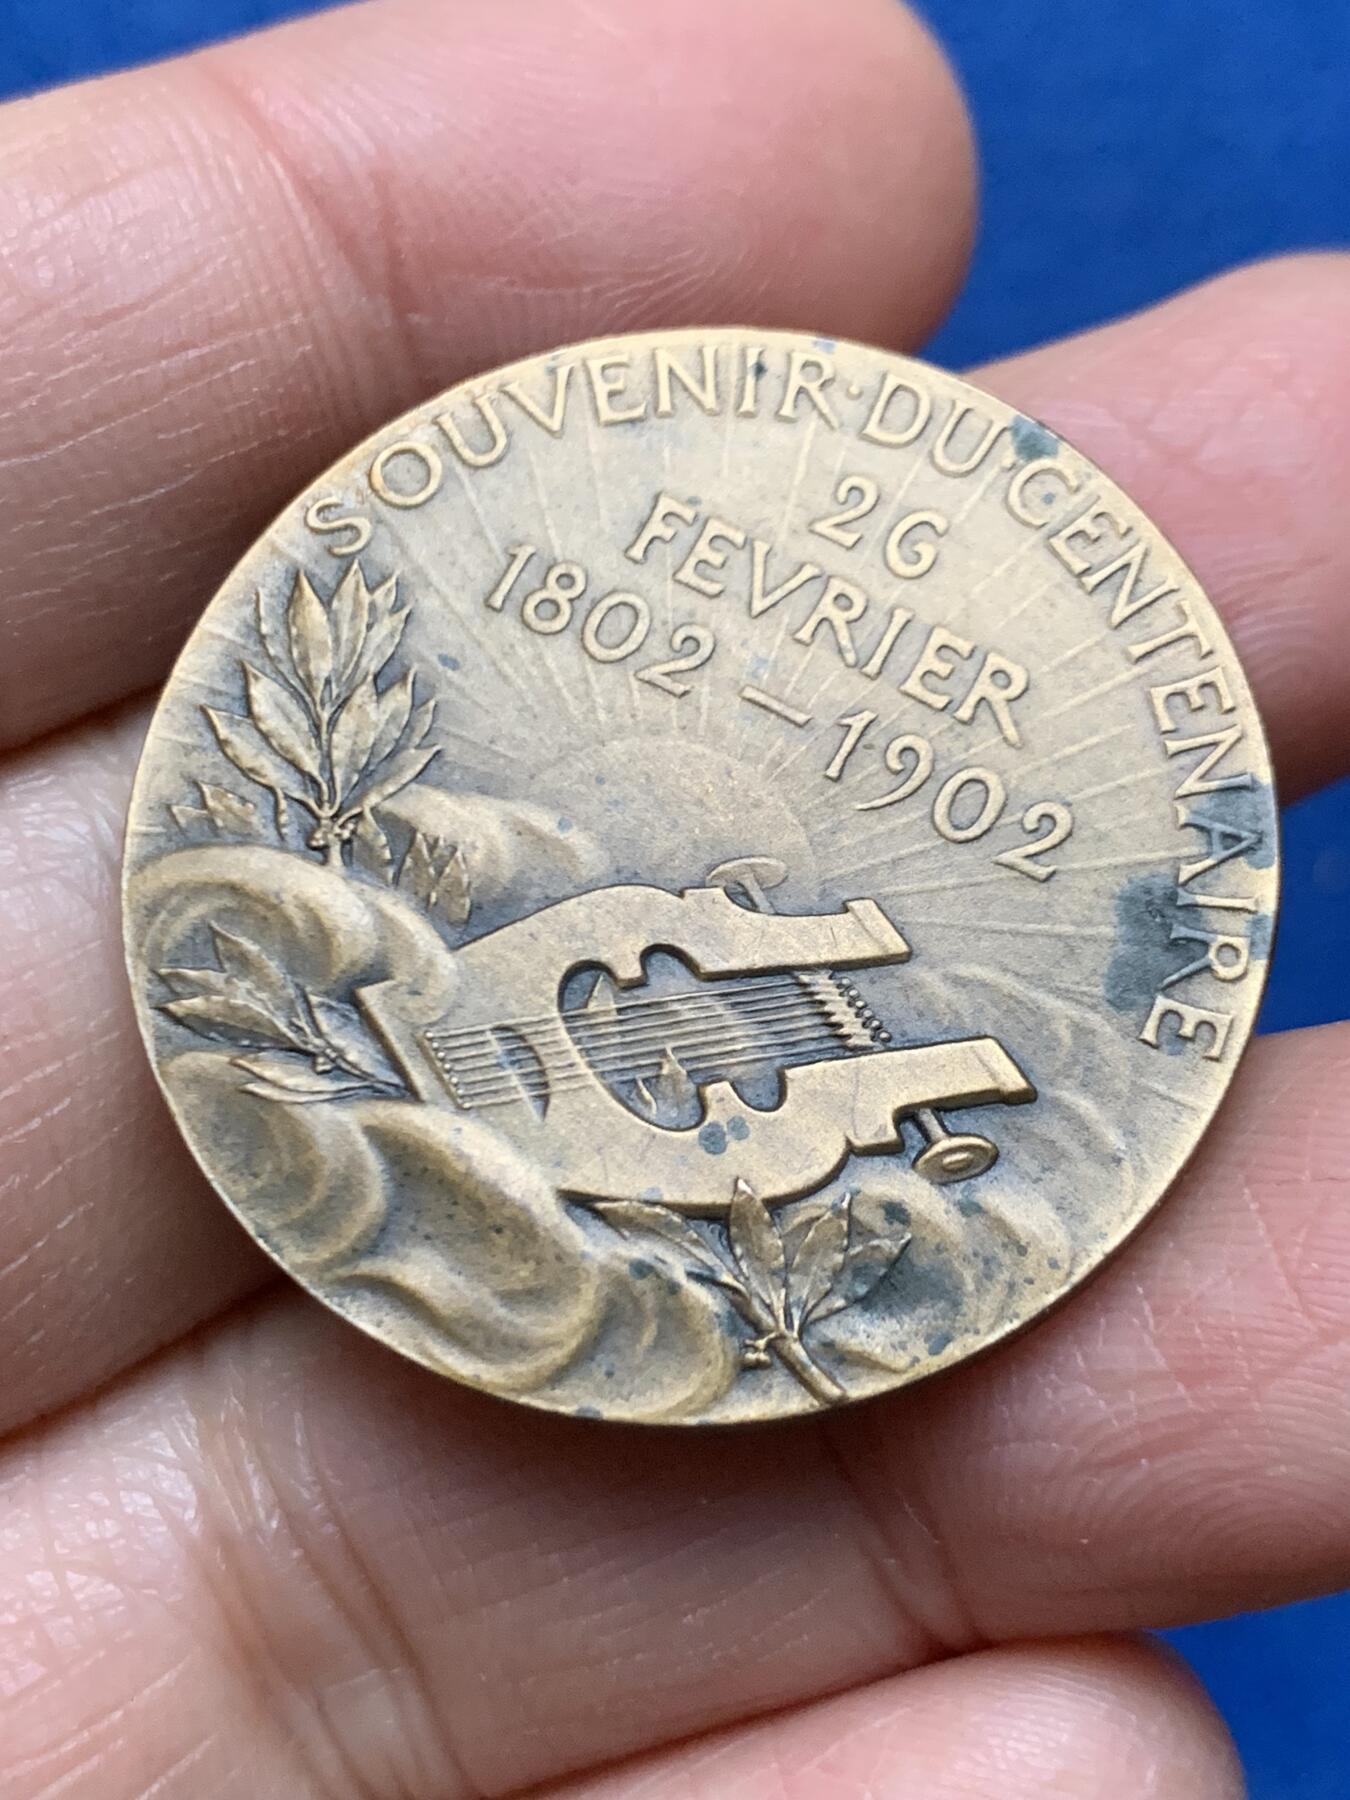 SOUVENIR·DU·CENTENAIRE
26
FEVRIER
1802–1902